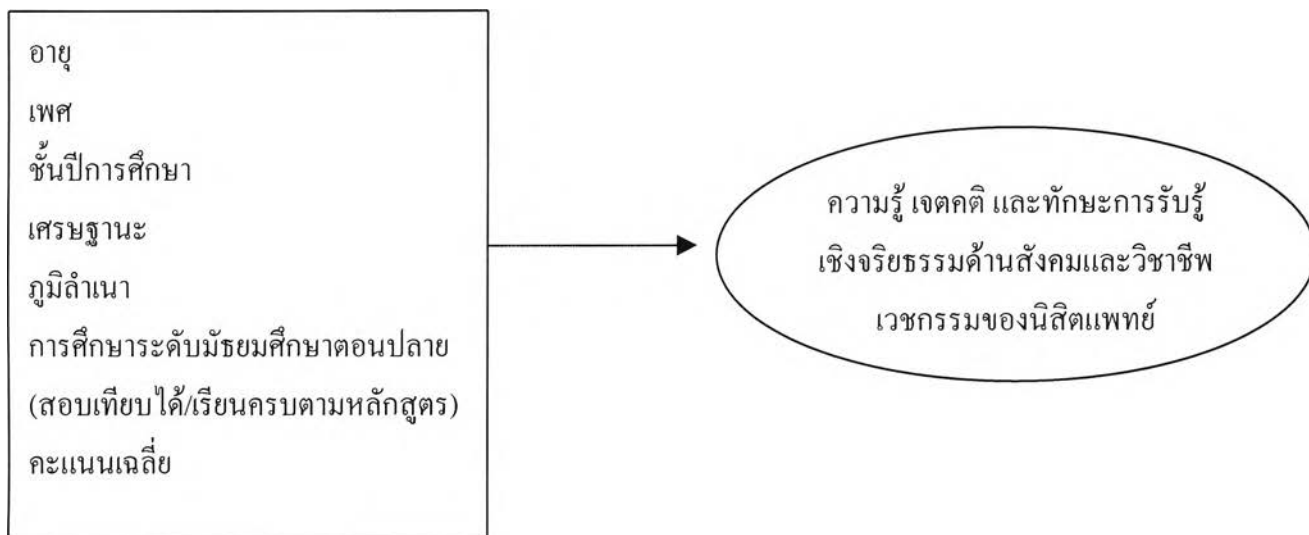 อายุ
เพศ
ชั้นปีการศึกษา
เศรษฐานะ
ภูมิลำเนา
การศึกษาระดับมัธยมศึกษาตอนปลาย
(สอบเทียบได้/เรียนครบตามหลักสูตร)
คะแนนเฉลี่ย
ความรู้ เจตคติ และทักษะการรับรู้
เชิงจริยธรรมด้านสังคมและวิชาชีพ
เวชกรรมของนิสิตแพทย์